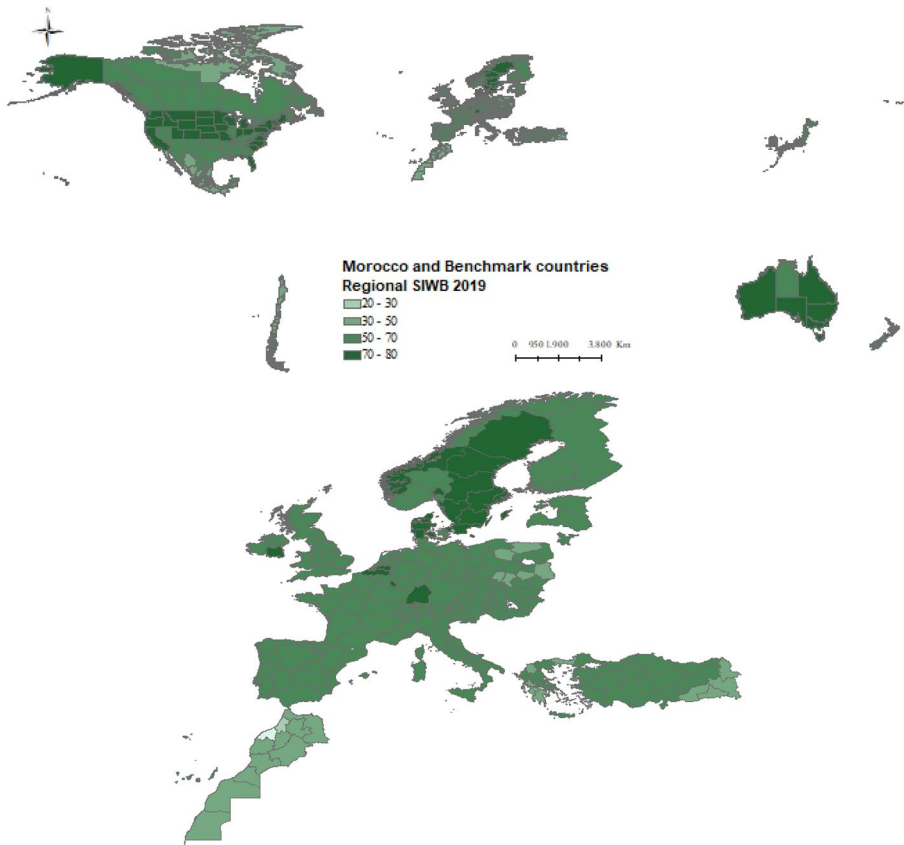 N
Morocco and Benchmark countries
Regional SIWB 2019
20 - 30
30 - 50
50 - 70
70 - 80
0 950 1.900 3.800 Km